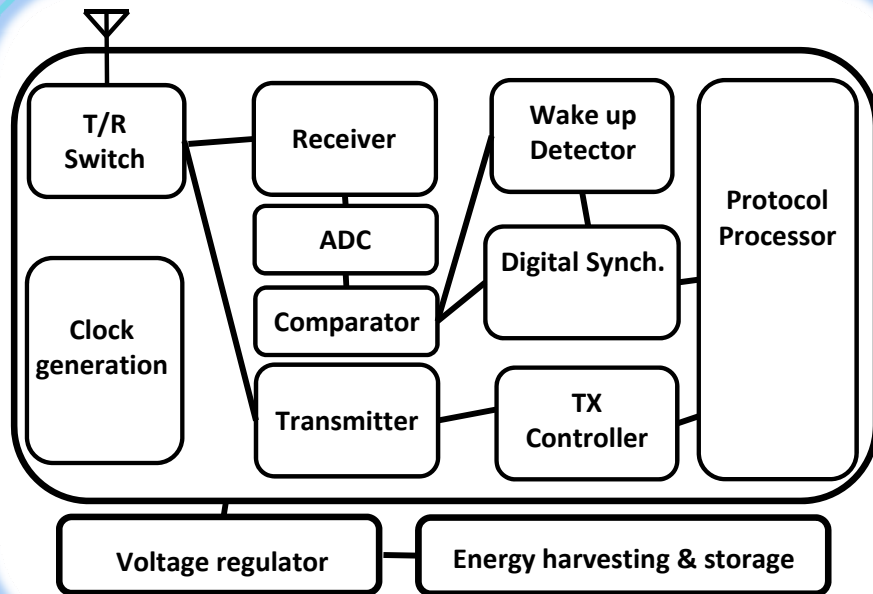 T/R
Switch
Receiver
Wake up
Detector
Protocol
Processor
ADC
Digital Synch.
Clock
generation
Comparator
Transmitter
TX
Controller
Voltage regulator
Energy harvesting & storage